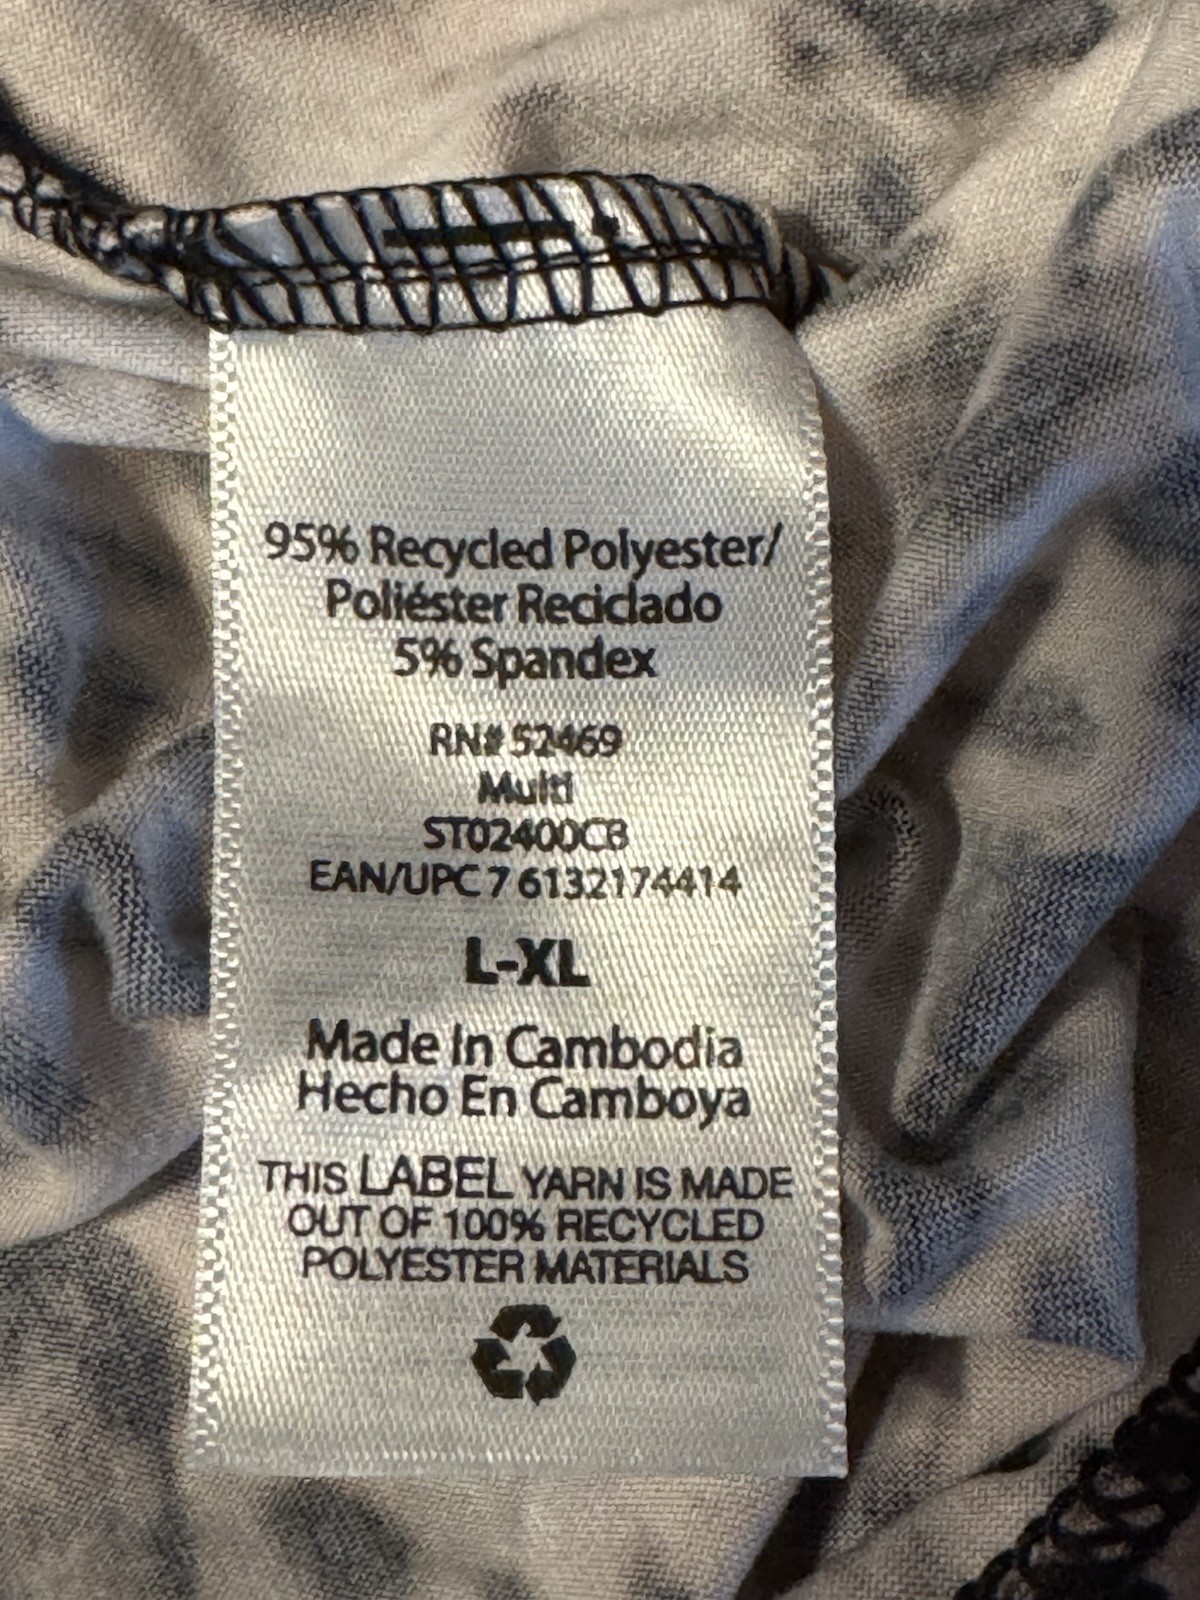 95% Recycled Polyester/
Poliéster Reciclado
5% Spandex
RN# 52469
Multi
ST02400CB
EAN/UPC 7 6132174414
L-XL
Made In Cambodia
Hecho En Camboya
THIS LABEL YARN IS MADE
OUT OF 100% RECYCLED
POLYESTER MATERIALS